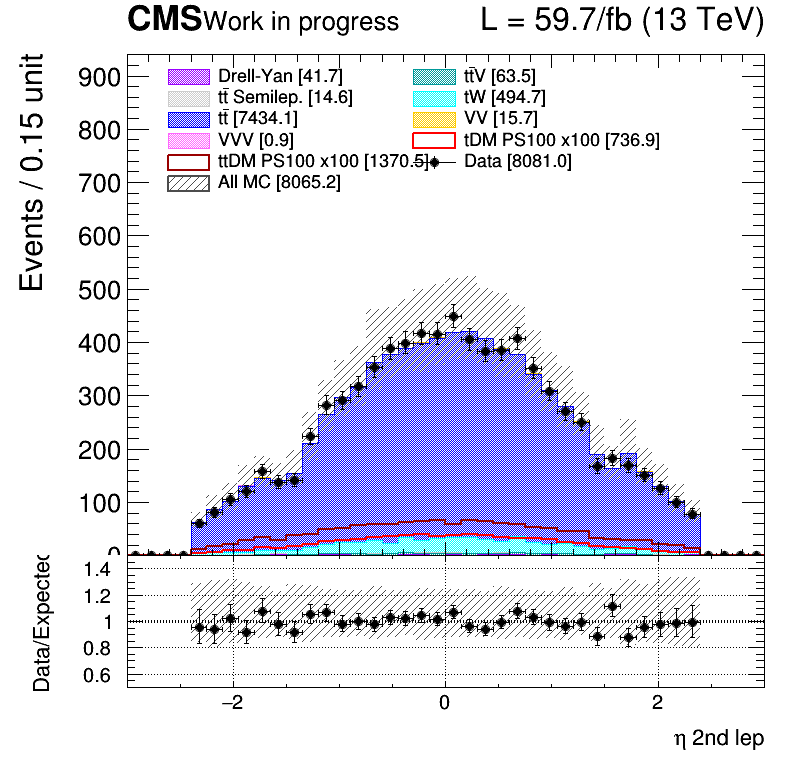 CMS Work in progress L = 59.7/fb (13 TeV)
Events / 0.15 unit
Drell-Yan [41.7] tt̄V [63.5]
tt̄ Semilep. [14.6] tW [494.7]
tt̄ [7434.1] VV [15.7]
VVV [0.9] tDM PS100 x100 [736.9]
ttDM PS100 x100 [1370.5] Data [8081.0]
All MC [8065.2]
900
800
700
600
500
400
300
200
100
0
Data/Expected
1.4
1.2
1
0.8
0.6
−2 0 2
η 2nd lep